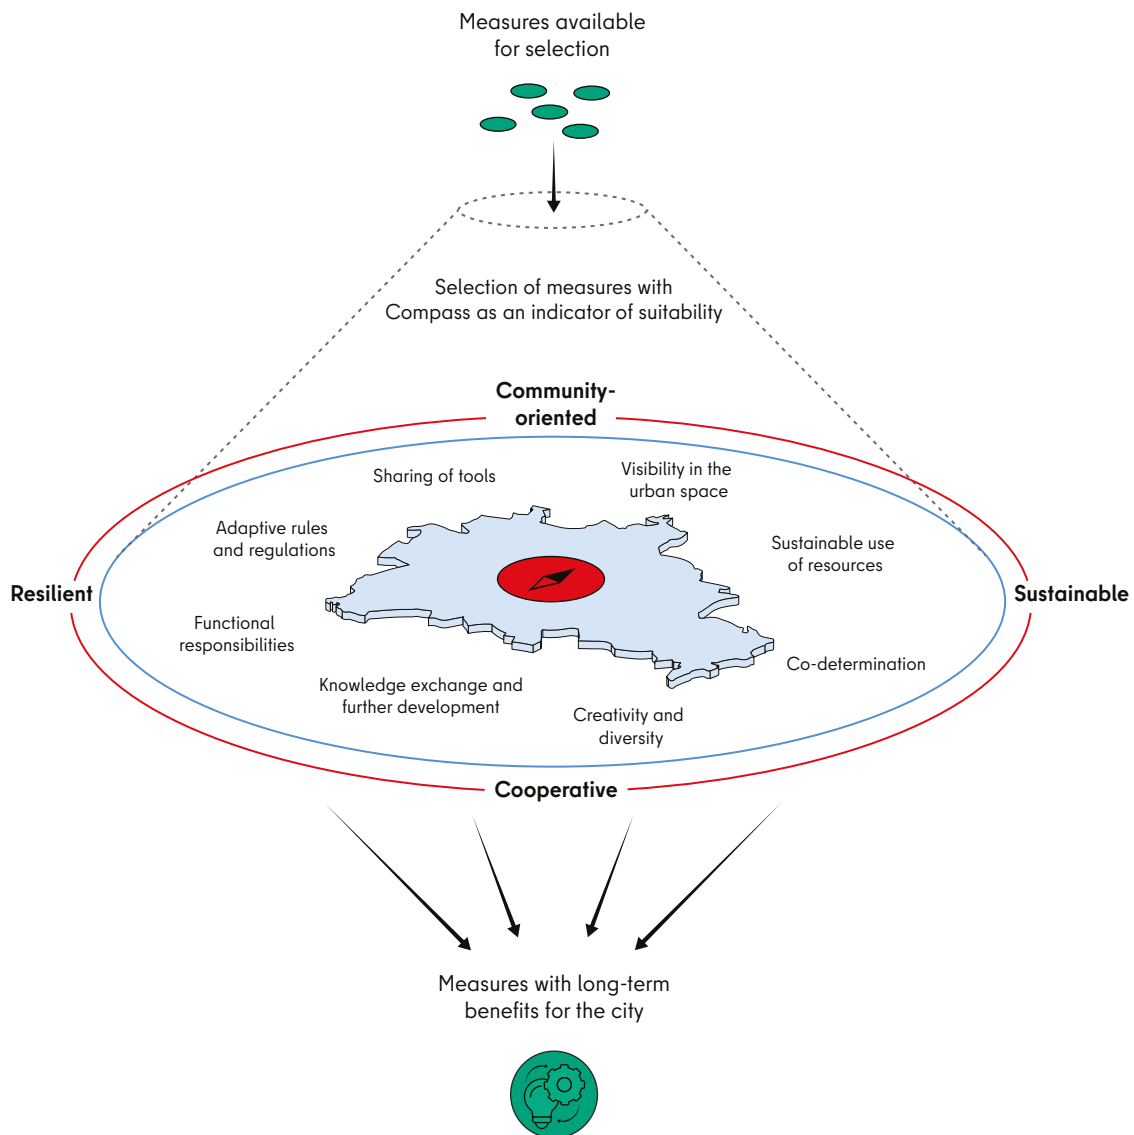 Measures available
for selection
Selection of measures with
Compass as an indicator of suitability
Community-
oriented
Sharing of tools
Visibility in the
urban space
Adaptive rules
and regulations
Sustainable use
of resources
Resilient
Sustainable
Functional
responsibilities
Co-determination
Knowledge exchange and
further development
Creativity and
diversity
Cooperative
Measures with long-term
benefits for the city